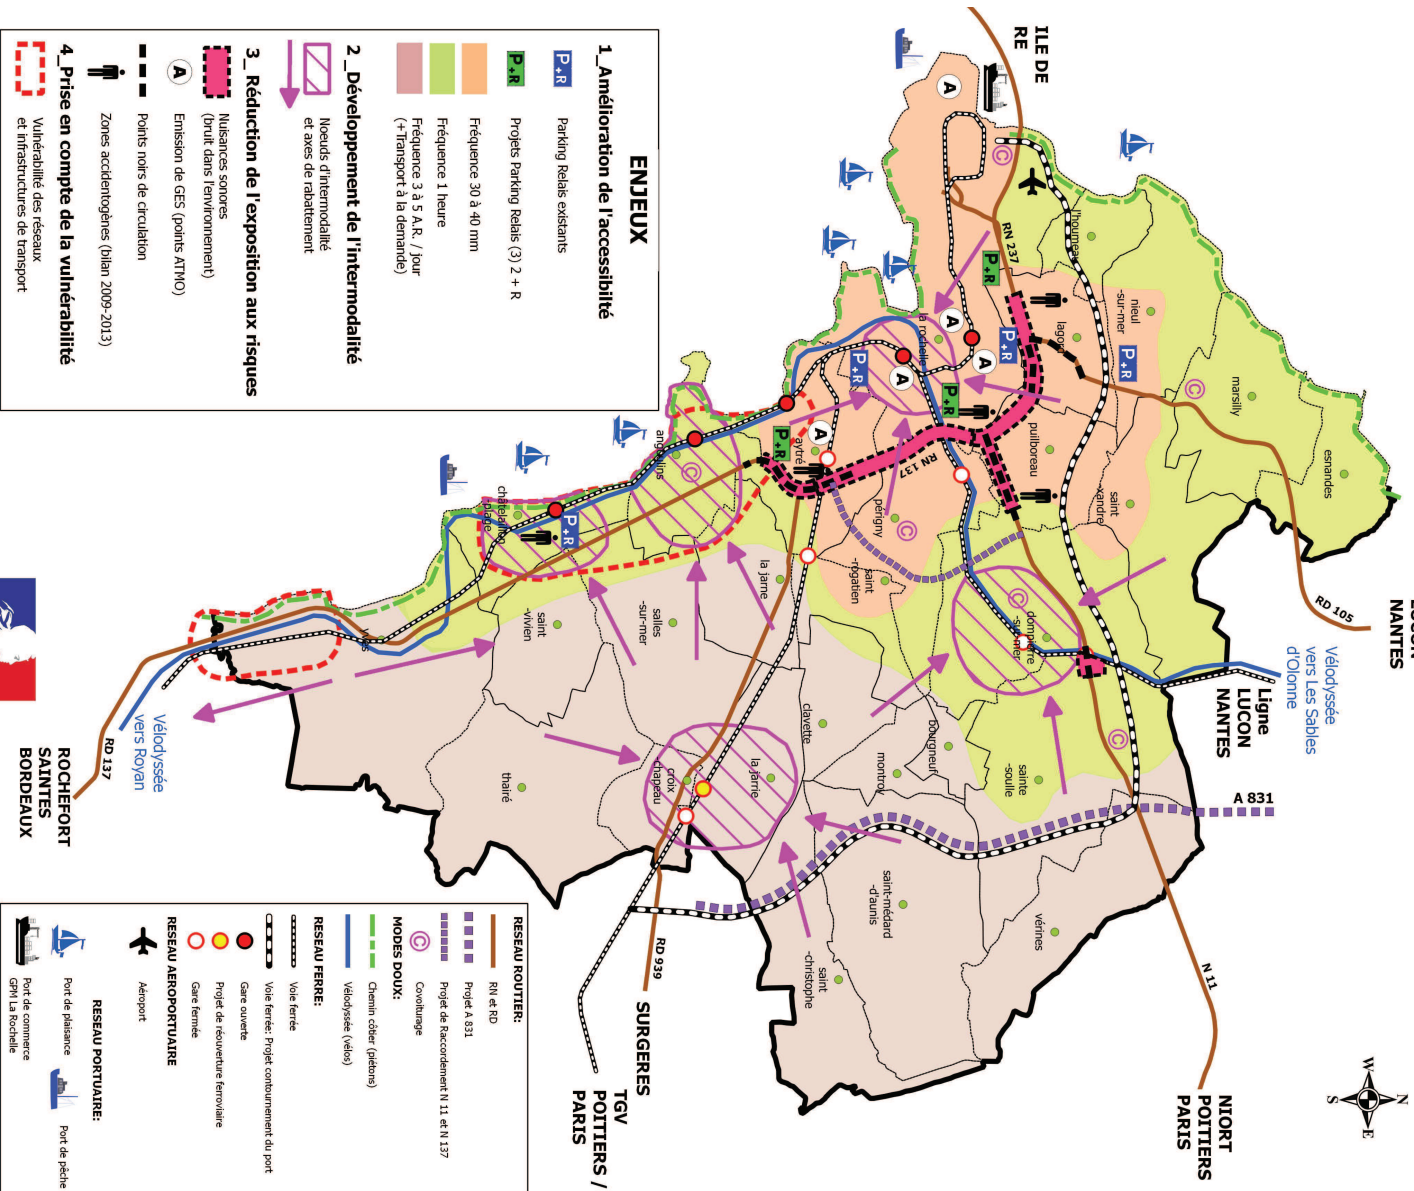 ENJEUX
1_Amélioration de l'accessibilté
P+R
Parking Relais existants
P+R
Projets Parking Relais (3) 2 + R
Fréquence 30 à 40 mm
Fréquence 1 heure
Fréquence 3 à 5 A.R. / jour
(+Transport à la demande)
2 _Développement de l'intermodalité
Noeuds d'intermodalité
et axes de rabattement
3 _ Réduction de l'exposition aux risques
Nuisances sonores
(bruit dans l'environnement)
A
Emission de GES (points ATMO)
Points noirs de circulation
Zones accidentogènes (bilan 2009-2013)
4_Prise en compte de la vulnérabilité
Vulnérabilité des réseaux
et infrastructures de transport
ILE DE
RE
NANTES
RD 105
Vélodyssée
vers Les Sables
d'Olonne
Ligne
LUCON
NANTES
A 831
N 11
NIORT
POITIERS
PARIS
N
W
E
S
esnandes
marsilly
nieul
-sur-mer
l'houmeau
lagord
saint
-xandre
puilboreau
RN 237
la rochelle
RN 137
périgny
saint
-rogatien
aytré
dompierre
-sur-mer
sainte
-soulle
bourgneuf
montroy
clavette
la jarne
salles
-sur-mer
angoulins
châtelaillon
-plage
saint
-vivien
yves
thairé
croix
chapeau
la jarrie
saint-médard
-d'aunis
vérines
saint
-christophe
P+R
P+R
P+R
P+R
P+R
P+R
P+R
A
A
A
A
A
C
C
C
C
C
C
RD 939
SURGERES
TGV
POITIERS /
PARIS
Vélodyssée
vers Royan
RD 137
ROCHEFORT
SAINTES
BORDEAUX
RESEAU ROUTIER:
RN et RD
Projet A 831
Projet de Raccordement N 11 et N 137
C
Covoiturage
MODES DOUX:
Chemin côtier (piétons)
Vélodyssée (vélos)
RESEAU FERRE:
Voie ferrée
Voie ferrée: Projet contournement du port
Gare ouverte
Projet de réouverture ferroviaire
Gare fermée
RESEAU AEROPORTUAIRE
Aéroport
RESEAU PORTUAIRE:
Port de plaisance
Port de pêche
Port de commerce
GPM La Rochelle